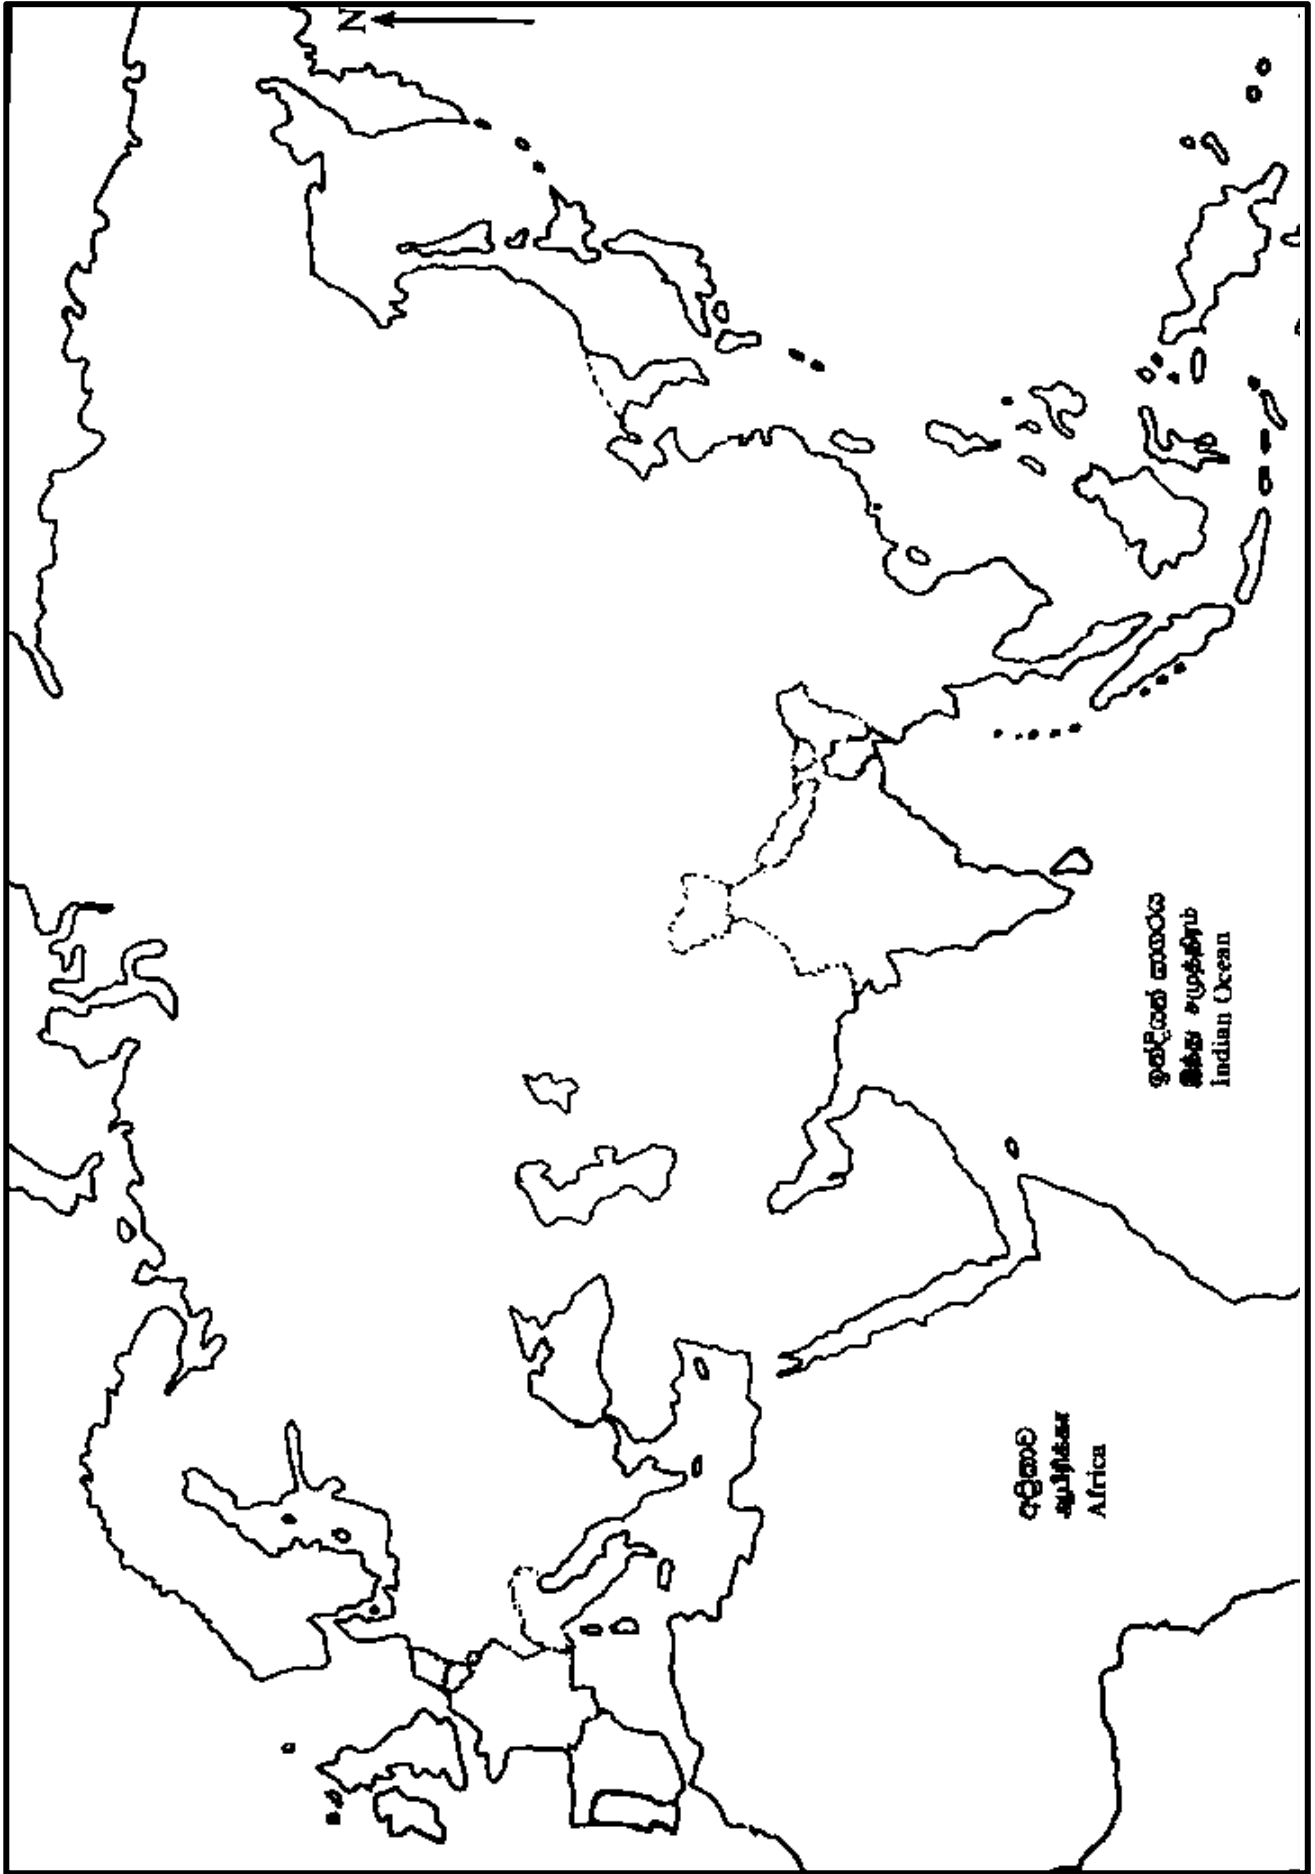 N
ඉන්දියන් සාගරය
இந்து சமுத்திரம்
Indian Ocean
අප්‍රිකාව
ஆபிரிக்கா
Africa